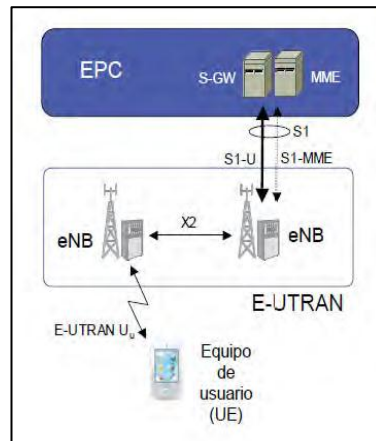 EPC
S-GW
MME
S1
S1-U
S1-MME
X2
eNB
eNB
E-UTRAN
E-UTRAN Uu
Equipo
de
usuario
(UE)